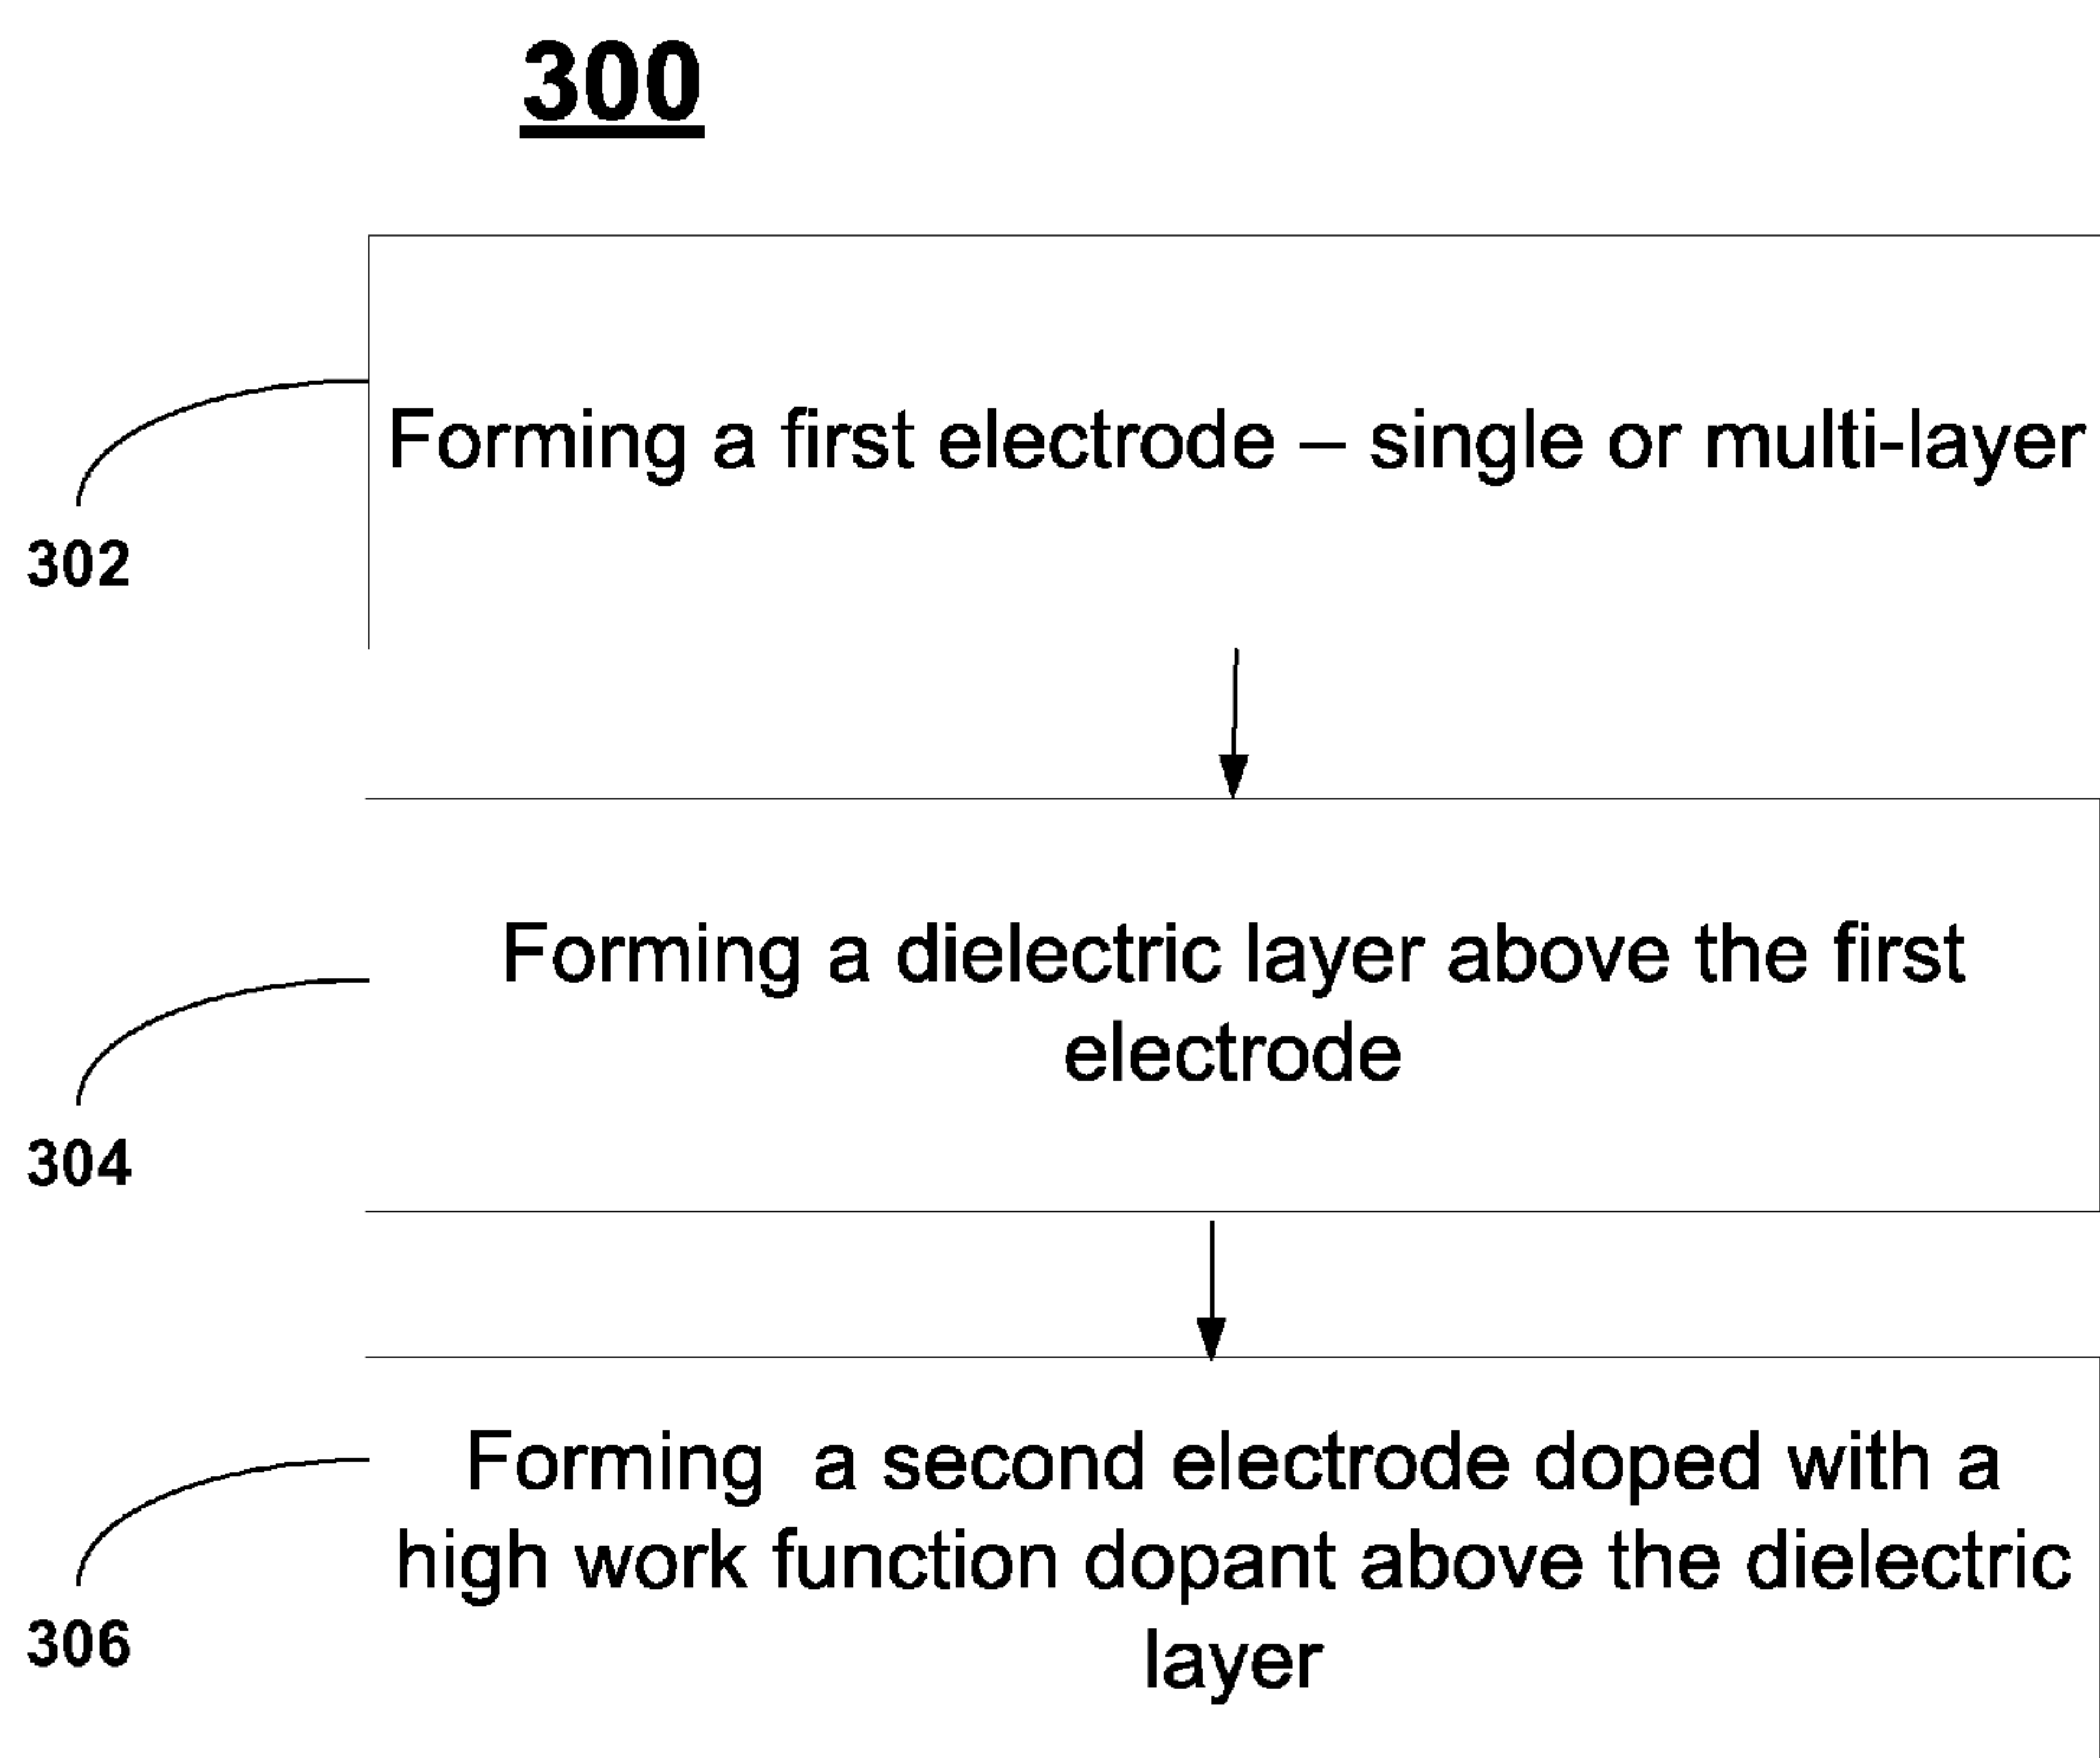 300
Forming a first electrode – single or multi-layer
302
Forming a dielectric layer above the first
electrode
304
Forming a second electrode doped with a
high work function dopant above the dielectric
layer
306